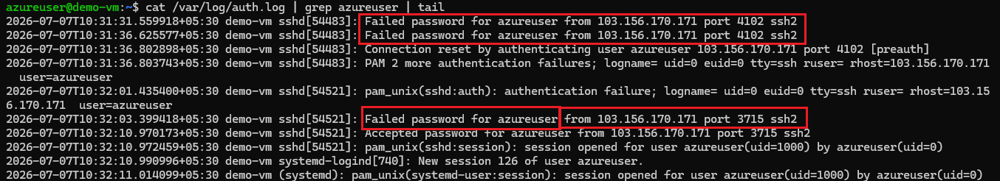 azureuser@demo-vm:~$ cat /var/log/auth.log | grep azureuser | tail
2026-07-07T10:31:31.559918+05:30 demo-vm sshd[54483]: Failed password for azureuser from 103.156.170.171 port 4102 ssh2
2026-07-07T10:31:36.625577+05:30 demo-vm sshd[54483]: Failed password for azureuser from 103.156.170.171 port 4102 ssh2
2026-07-07T10:31:36.802898+05:30 demo-vm sshd[54483]: Connection reset by authenticating user azureuser 103.156.170.171 port 4102 [preauth]
2026-07-07T10:31:36.803743+05:30 demo-vm sshd[54483]: PAM 2 more authentication failures; logname= uid=0 euid=0 tty=ssh ruser= rhost=103.156.170.171
  user=azureuser
2026-07-07T10:32:01.435400+05:30 demo-vm sshd[54521]: pam_unix(sshd:auth): authentication failure; logname= uid=0 euid=0 tty=ssh ruser= rhost=103.15
6.170.171  user=azureuser
2026-07-07T10:32:03.399418+05:30 demo-vm sshd[54521]: Failed password for azureuser from 103.156.170.171 port 3715 ssh2
2026-07-07T10:32:10.970173+05:30 demo-vm sshd[54521]: Accepted password for azureuser from 103.156.170.171 port 3715 ssh2
2026-07-07T10:32:10.972459+05:30 demo-vm sshd[54521]: pam_unix(sshd:session): session opened for user azureuser(uid=1000) by azureuser(uid=0)
2026-07-07T10:32:10.990996+05:30 demo-vm systemd-logind[740]: New session 126 of user azureuser.
2026-07-07T10:32:11.014099+05:30 demo-vm (systemd): pam_unix(systemd-user:session): session opened for user azureuser(uid=1000) by azureuser(uid=0)